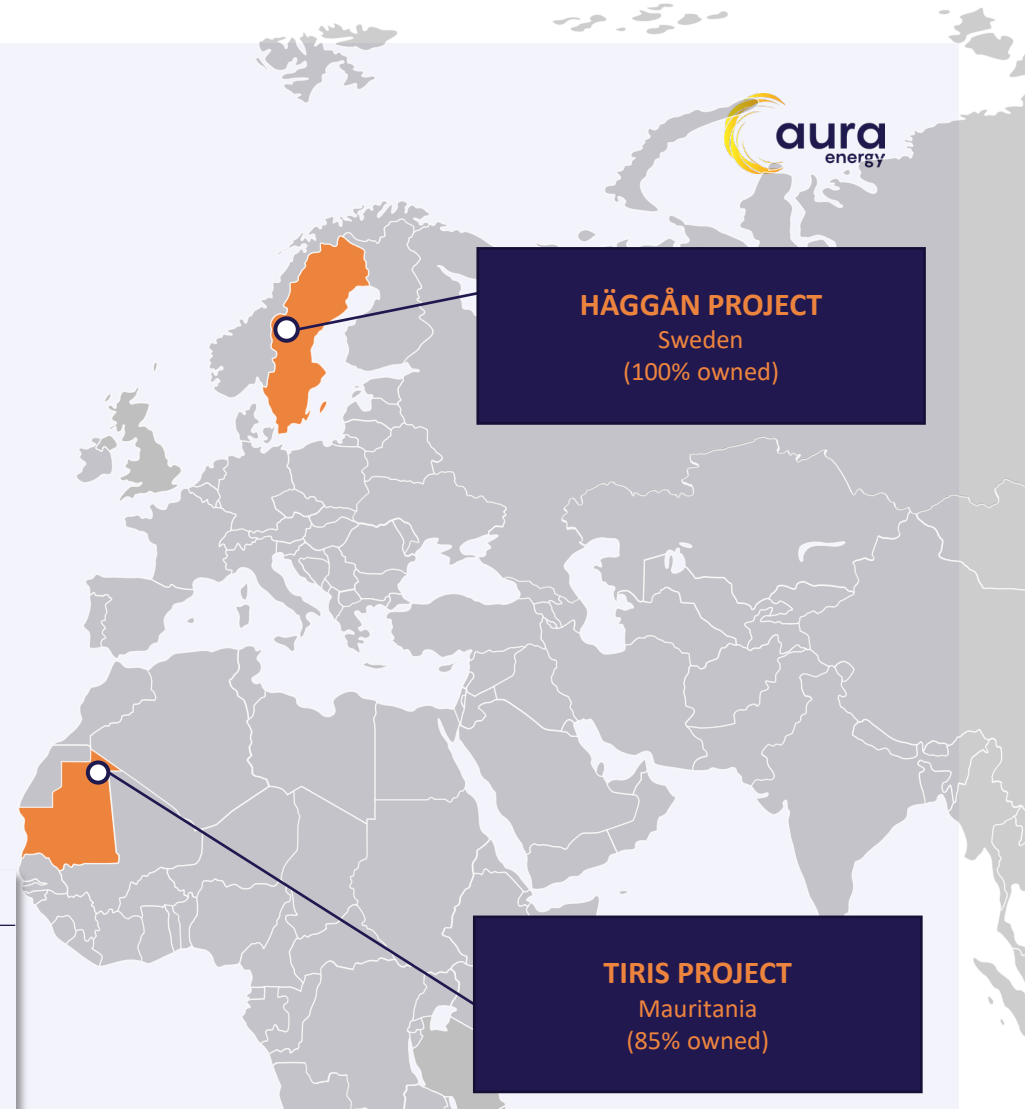 aura
energy
HÄGGÅN PROJECT
Sweden
(100% owned)
TIRIS PROJECT
Mauritania
(85% owned)